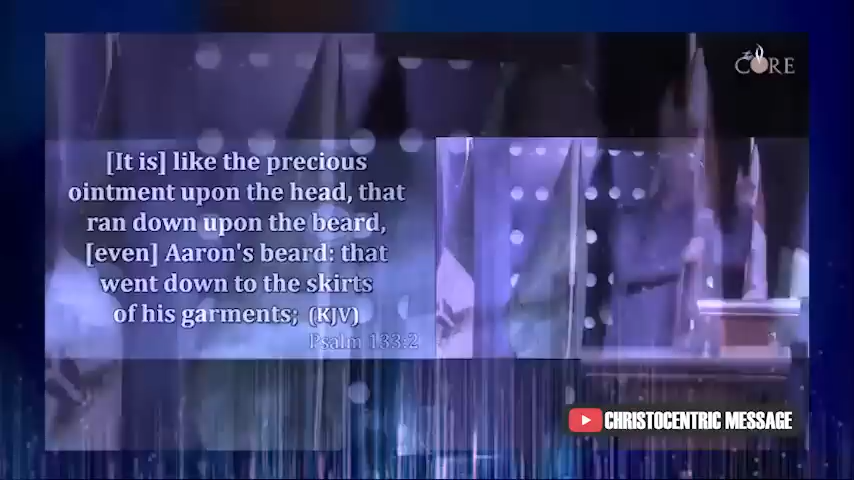 CORE
[It is] like the precious
ointment upon the head, that
ran down upon the beard,
[even] Aaron's beard: that
went down to the skirts
of his garments; (KJV)
Psalm 133:2
CHRISTOCENTRIC MESSAGE